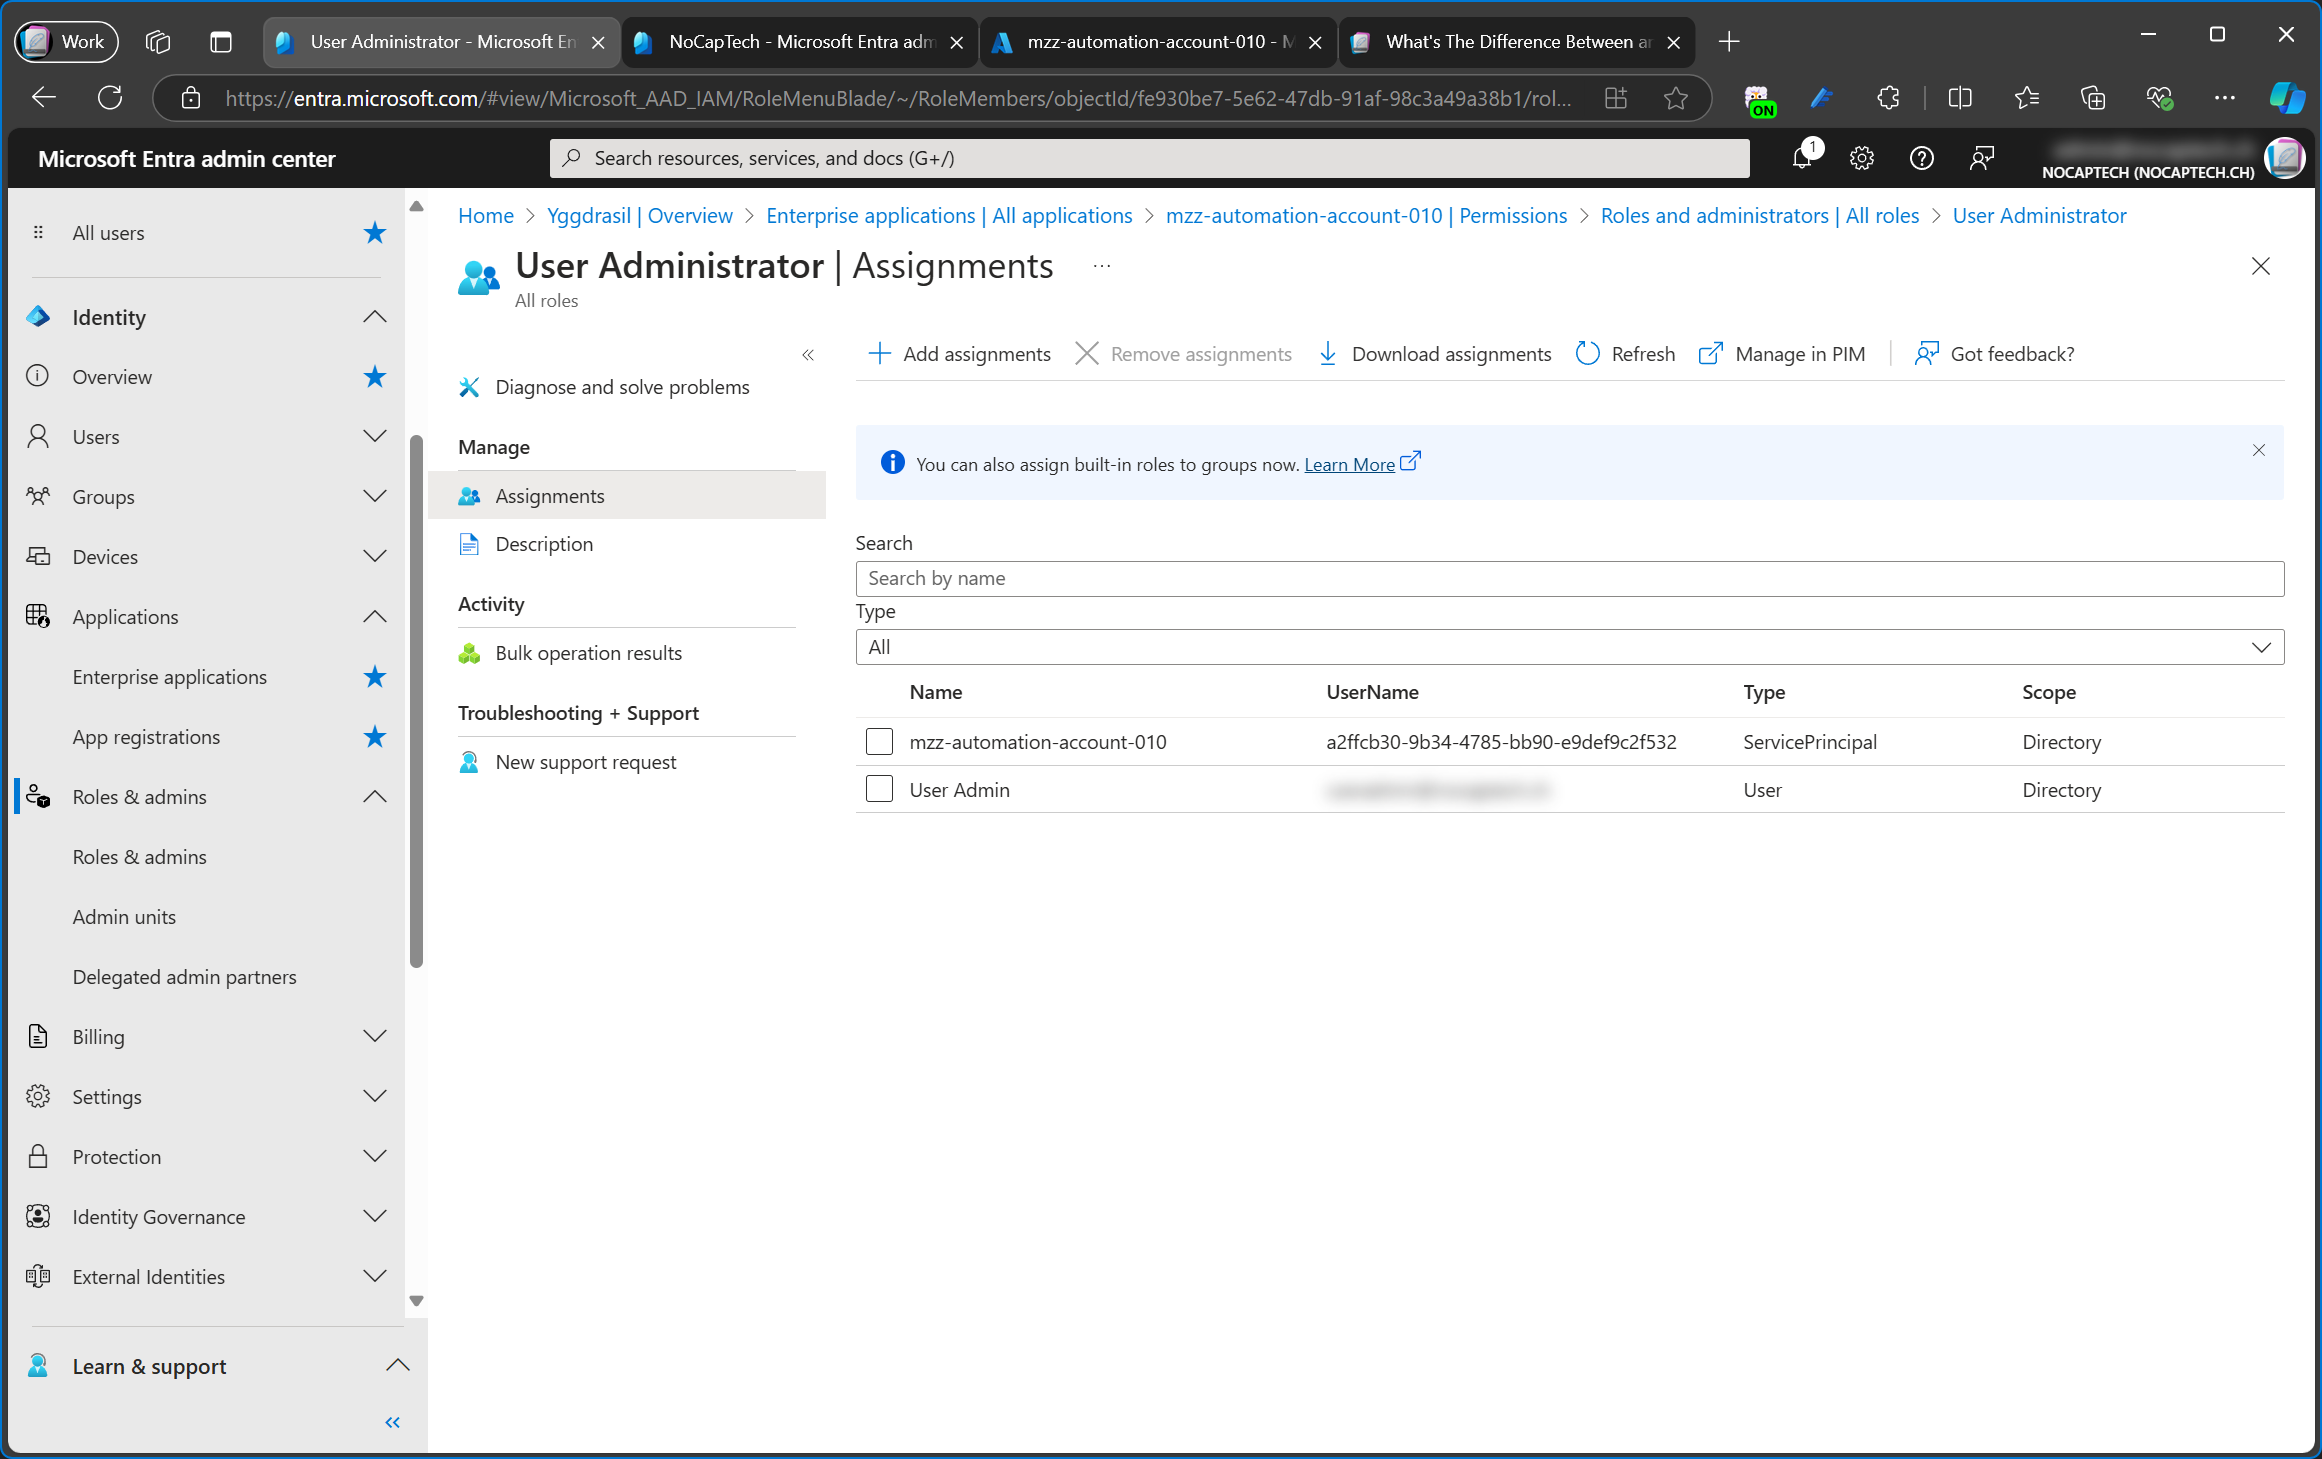 Work
User Administrator - Microsoft En
NoCapTech - Microsoft Entra adm
mzz-automation-account-010 - M
What's The Difference Between an
https://entra.microsoft.com/#view/Microsoft_AAD_IAM/RoleMenuBlade/~/RoleMembers/objectId/fe930be7-5e62-47db-91af-98c3a49a38b1/rol...
ON
Microsoft Entra admin center
Search resources, services, and docs (G+/)
1
NOCAPTECH (NOCAPTECH.CH)
All users
Identity
Overview
Users
Groups
Devices
Applications
Enterprise applications
App registrations
Roles & admins
Roles & admins
Admin units
Delegated admin partners
Billing
Settings
Protection
Identity Governance
External Identities
Learn & support
Home > Yggdrasil | Overview > Enterprise applications | All applications > mzz-automation-account-010 | Permissions > Roles and administrators | All roles > User Administrator
User Administrator | Assignments ...
All roles
Diagnose and solve problems
Manage
Assignments
Description
Activity
Bulk operation results
Troubleshooting + Support
New support request
Add assignments Remove assignments Download assignments Refresh Manage in PIM Got feedback?
You can also assign built-in roles to groups now. Learn More
Search
Search by name
Type
All
Name UserName Type Scope
mzz-automation-account-010 a2ffcb30-9b34-4785-bb90-e9def9c2f532 ServicePrincipal Directory
User Admin User Directory